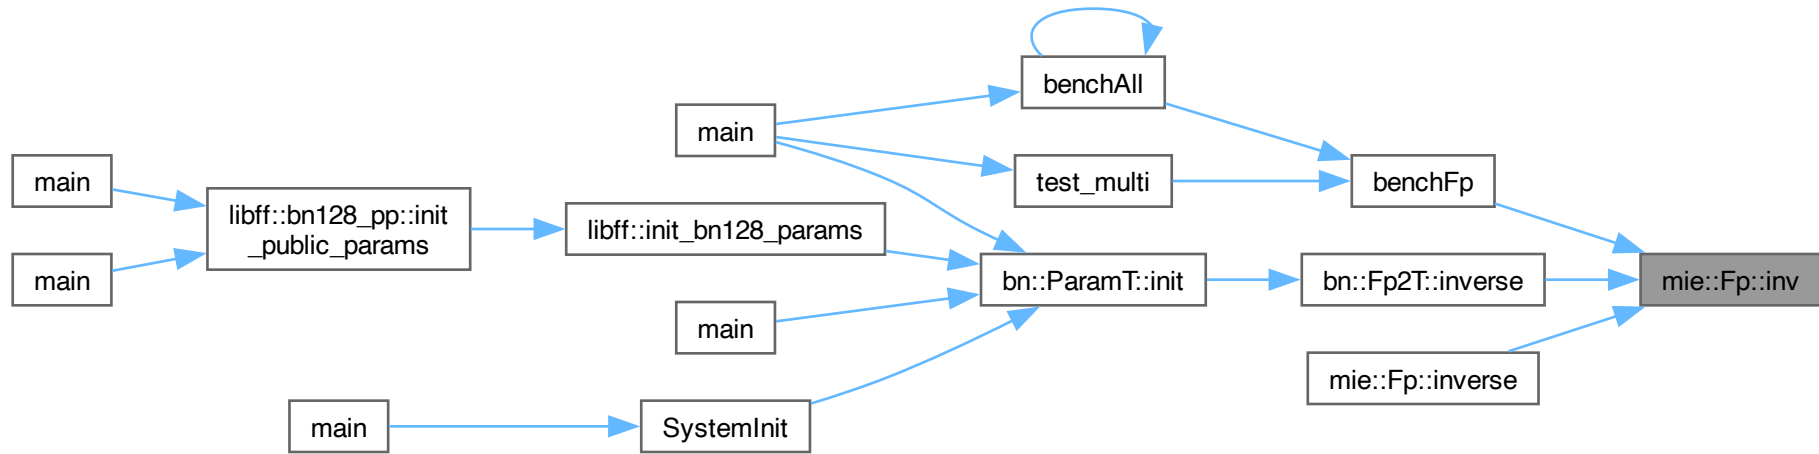 benchAll
main
main
test_multi
benchFp
libff::bn128_pp::init
_public_params
libff::init_bn128_params
main
bn::ParamT::init
bn::Fp2T::inverse
mie::Fp::inv
main
mie::Fp::inverse
main
SystemInit